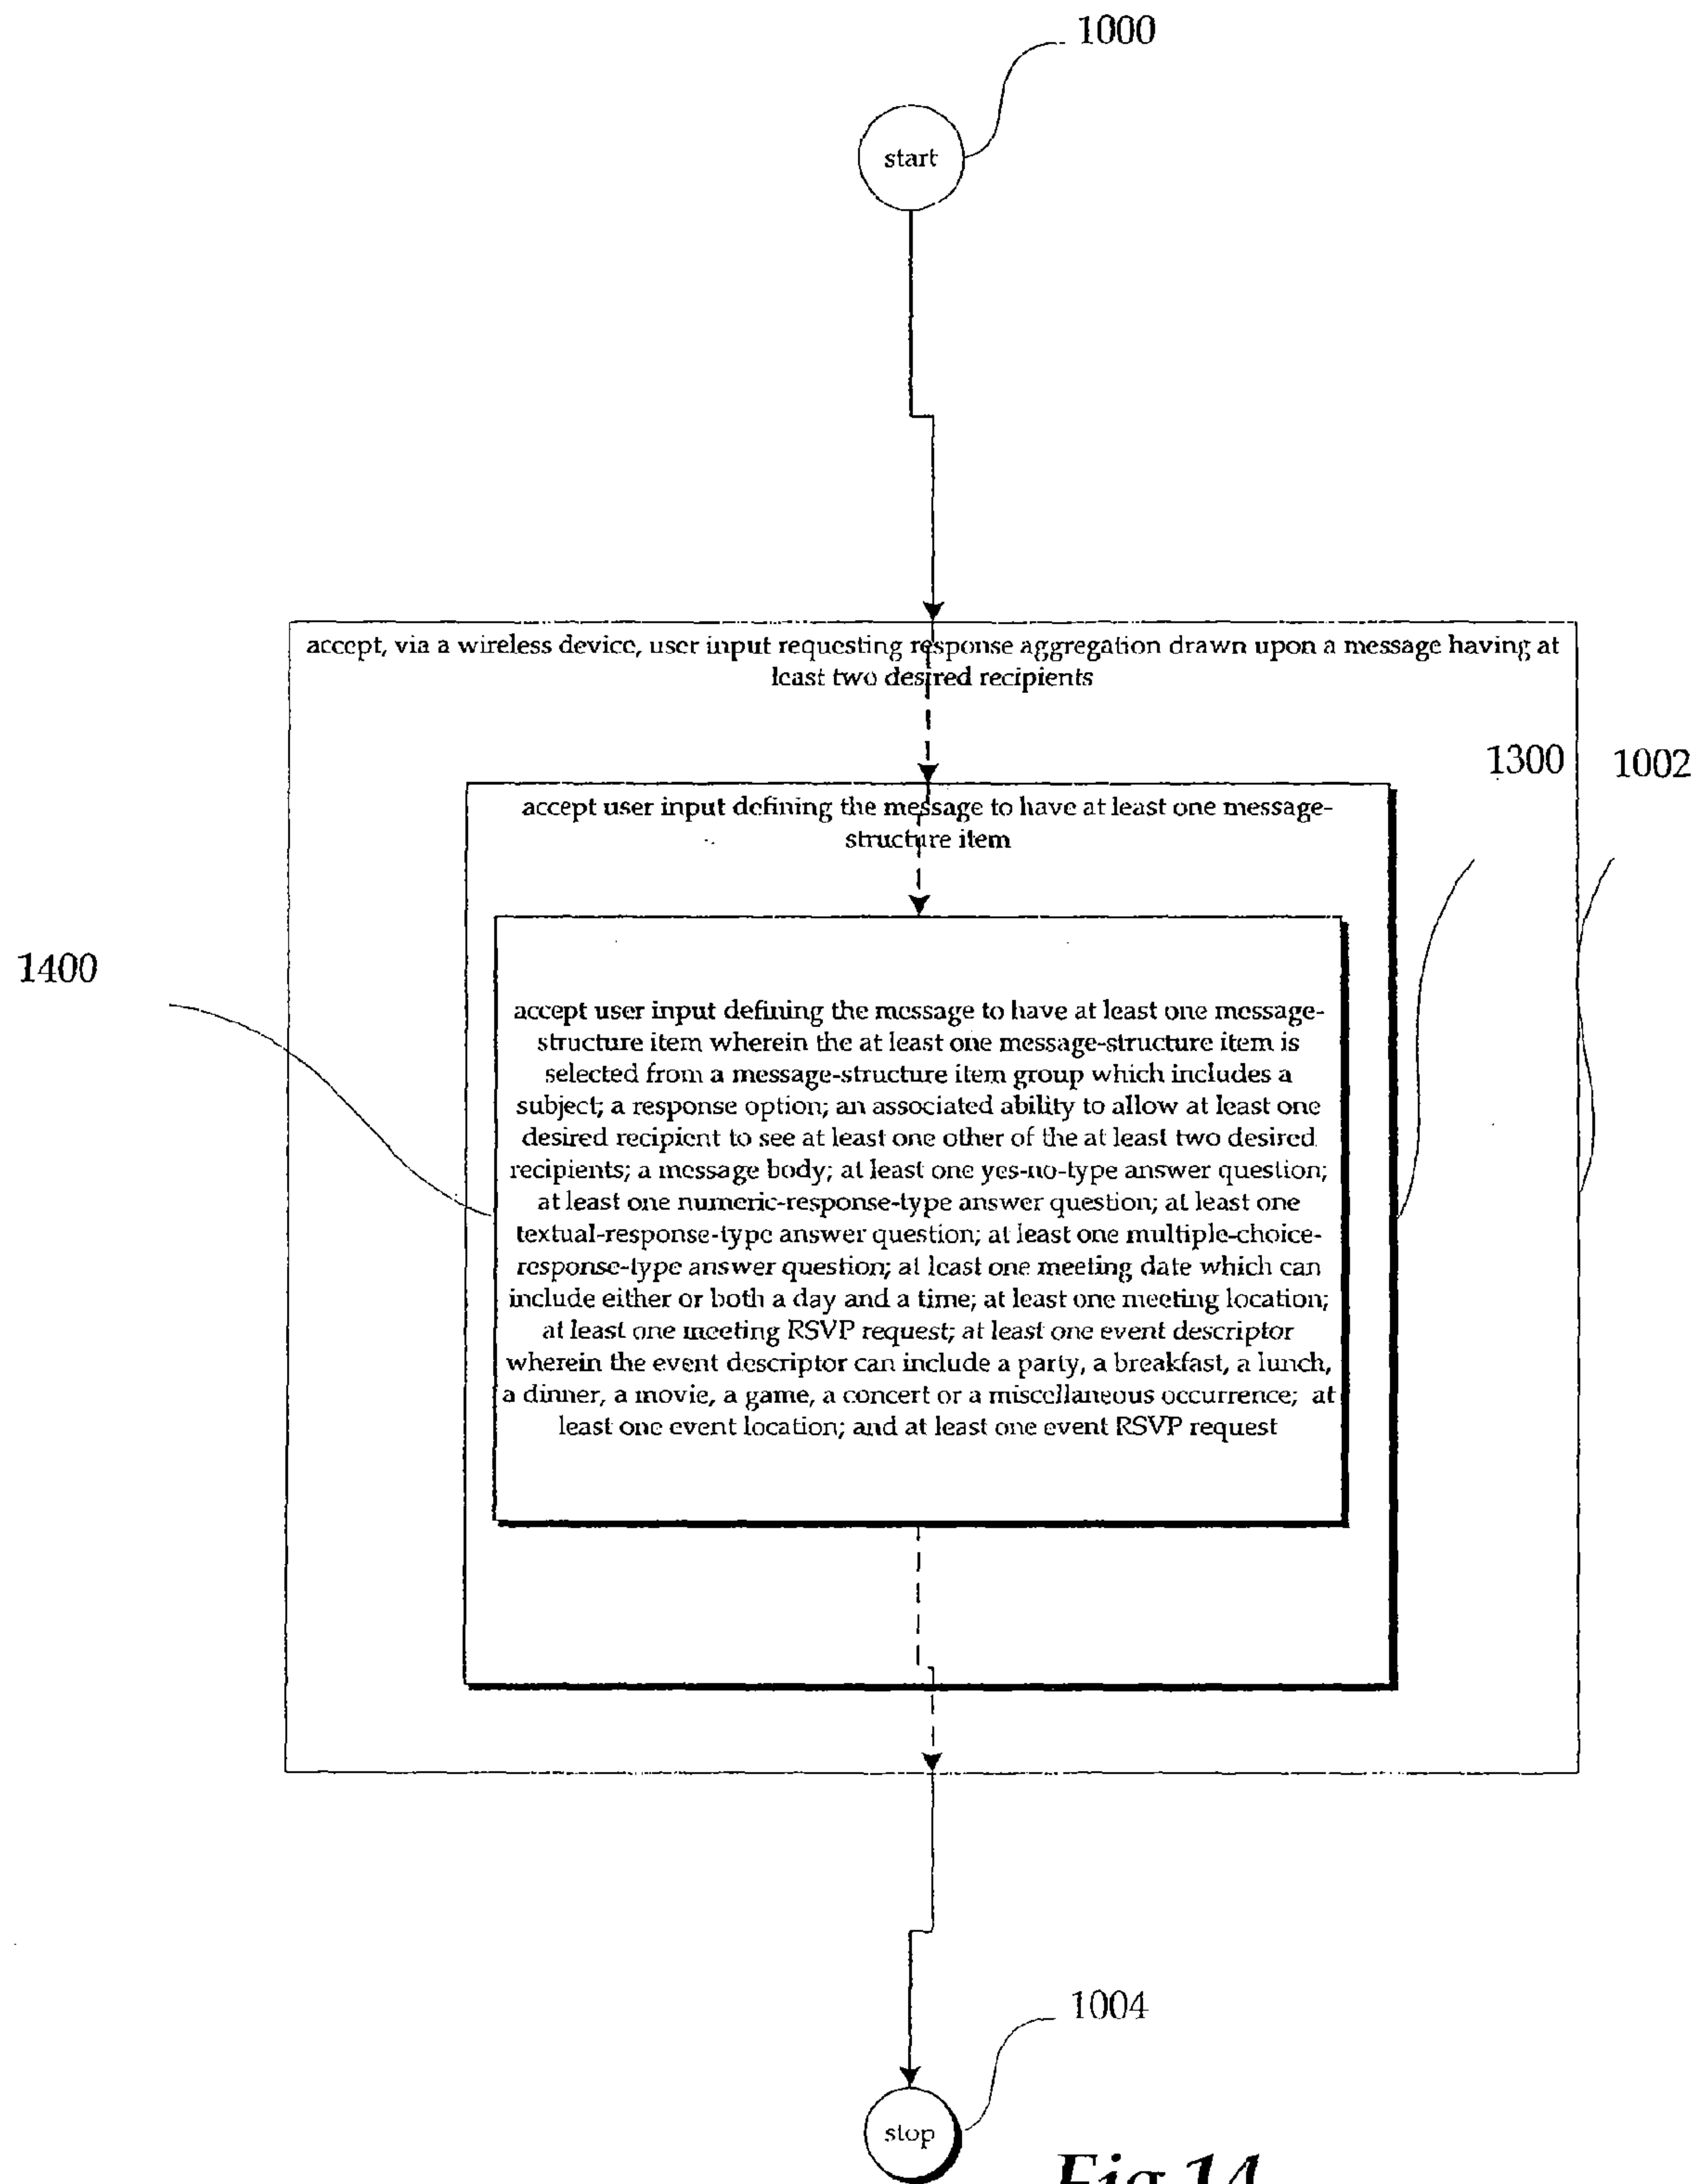 1000
start
accept, via a wireless device, user input requesting response aggregation drawn upon a message having at
least two desired recipients
1300
1002
accept user input defining the message to have at least one message-
structure item
1400
accept user input defining the message to have at least one message-
structure item wherein the at least one message-structure item is
selected from a message-structure item group which includes a
subject; a response option; an associated ability to allow at least one
desired recipient to see at least one other of the at least two desired
recipients; a message body; at least one yes-no-type answer question;
at least one numeric-response-type answer question; at least one
textual-response-type answer question; at least one multiple-choice-
response-type answer question; at least one meeting date which can
include either or both a day and a time; at least one meeting location;
at least one meeting RSVP request; at least one event descriptor
wherein the event descriptor can include a party, a breakfast, a lunch,
a dinner, a movie, a game, a concert or a miscellaneous occurrence; at
least one event location; and at least one event RSVP request
1004
stop
Fig 14